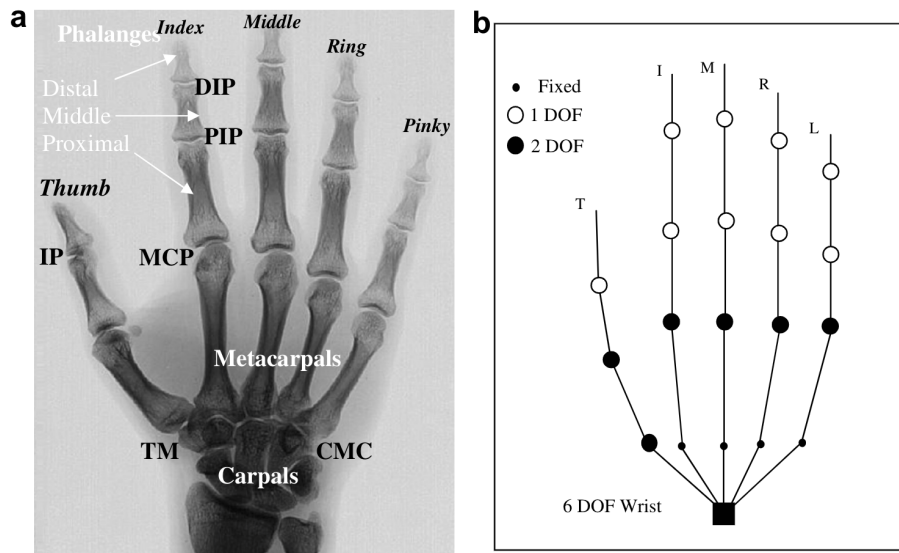 a
Phalanges
Index
Middle
Ring
Pinky
Thumb
Distal
Middle
Proximal
DIP
PIP
IP
MCP
Metacarpals
TM
CMC
Carpals
b
Fixed
1 DOF
2 DOF
T
I
M
R
L
6 DOF Wrist